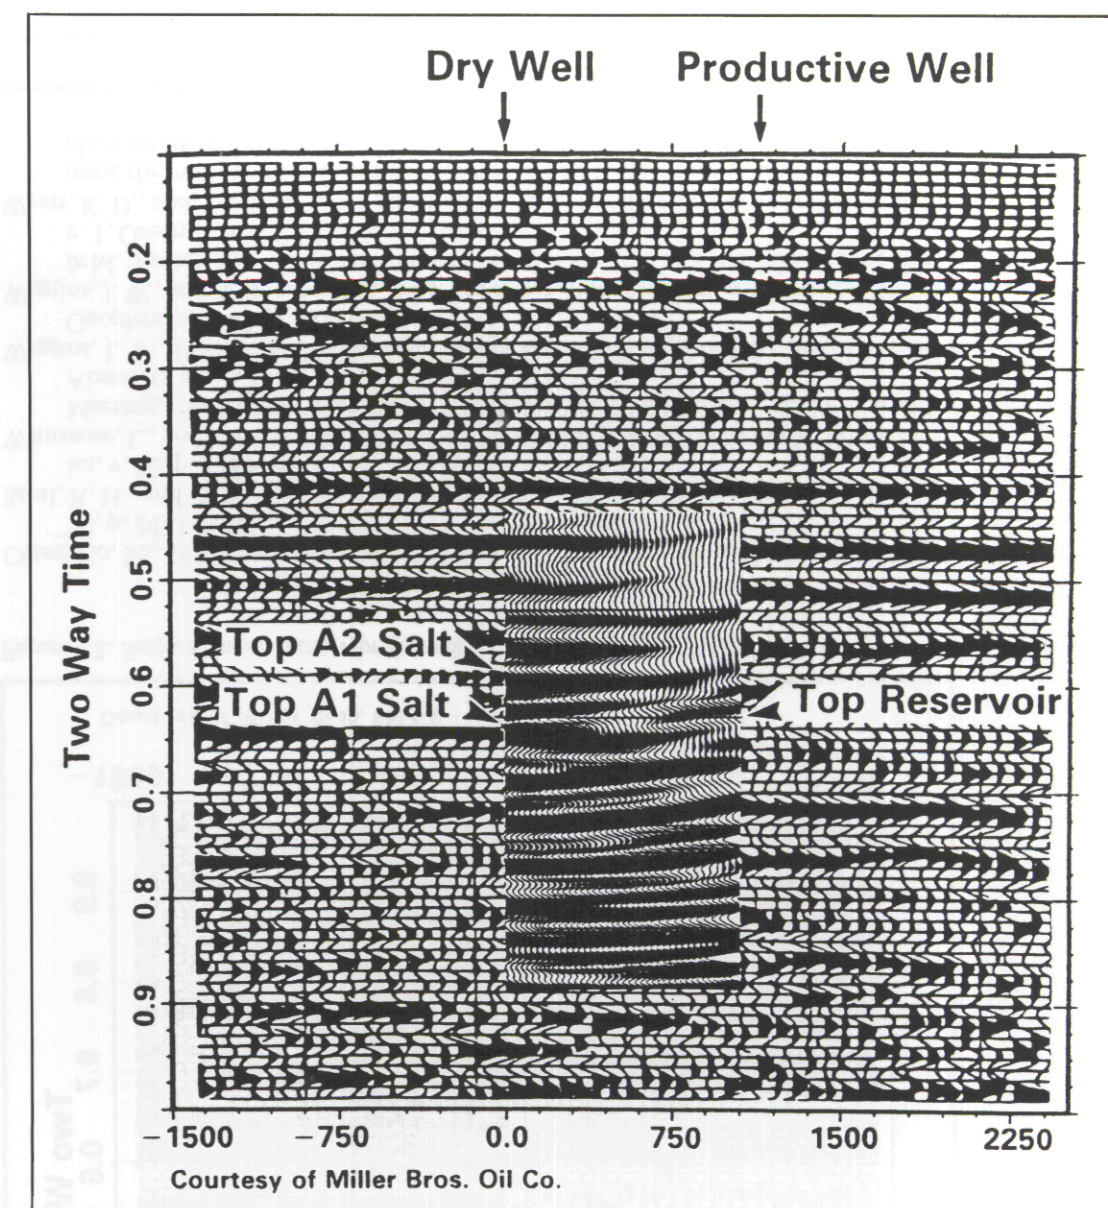 Dry Well Productive Well
0.2
0.3
0.4
0.5
0.6
0.7
0.8
0.9
Two Way Time
Top A2 Salt
Top A1 Salt
Top Reservoir
-1500 -750 0.0 750 1500 2250
Courtesy of Miller Bros. Oil Co.